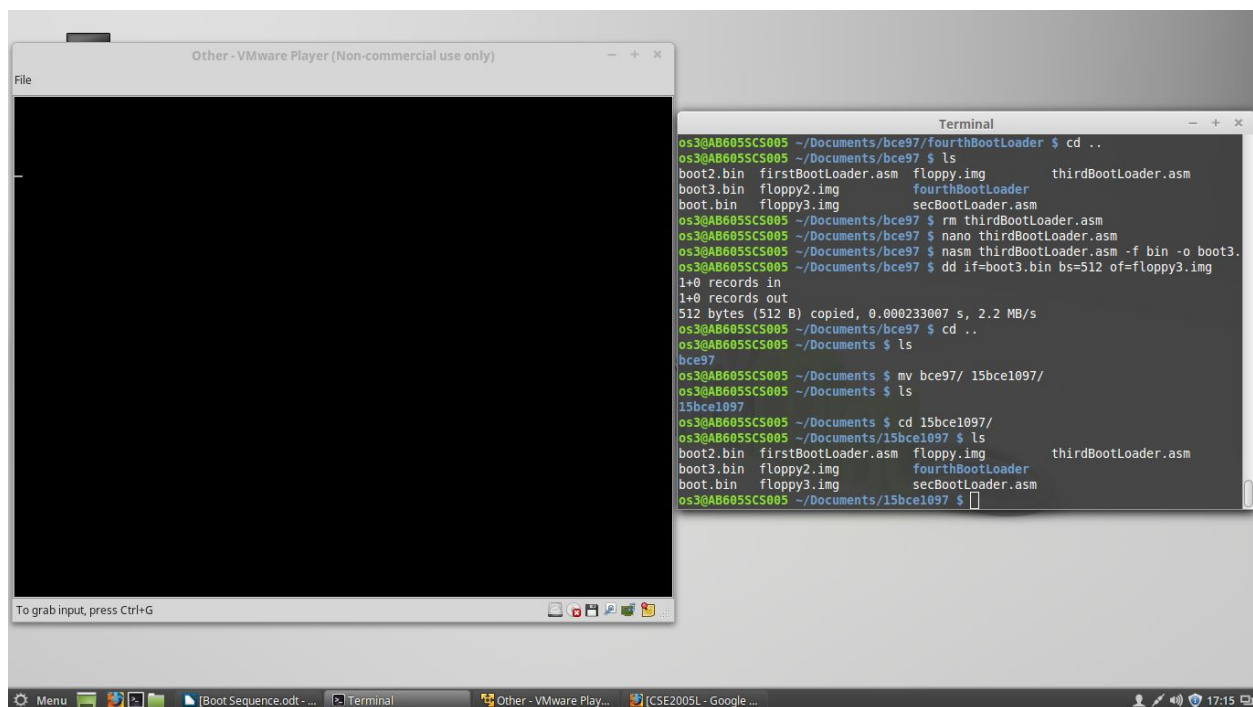 Other - VMware Player (Non-commercial use only)
File
To grab input, press Ctrl+G
Terminal
os3@AB605SCS005 ~/Documents/bce97/fourthBootLoader $ cd ..
os3@AB605SCS005 ~/Documents/bce97 $ ls
boot2.bin firstBootLoader.asm floppy.img thirdBootLoader.asm
boot3.bin floppy2.img fourthBootLoader
boot.bin floppy3.img secBootLoader.asm
os3@AB605SCS005 ~/Documents/bce97 $ rm thirdBootLoader.asm
os3@AB605SCS005 ~/Documents/bce97 $ nano thirdBootLoader.asm
os3@AB605SCS005 ~/Documents/bce97 $ nasm thirdBootLoader.asm -f bin -o boot3.
os3@AB605SCS005 ~/Documents/bce97 $ dd if=boot3.bin bs=512 of=floppy3.img
1+0 records in
1+0 records out
512 bytes (512 B) copied, 0.000233007 s, 2.2 MB/s
os3@AB605SCS005 ~/Documents/bce97 $ cd ..
os3@AB605SCS005 ~/Documents $ ls
bce97
os3@AB605SCS005 ~/Documents $ mv bce97/ 15bce1097/
os3@AB605SCS005 ~/Documents $ ls
15bce1097
os3@AB605SCS005 ~/Documents $ cd 15bce1097/
os3@AB605SCS005 ~/Documents/15bce1097 $ ls
boot2.bin firstBootLoader.asm floppy.img thirdBootLoader.asm
boot3.bin floppy2.img fourthBootLoader
boot.bin floppy3.img secBootLoader.asm
os3@AB605SCS005 ~/Documents/15bce1097 $
Menu [Boot Sequence.odt - ... Terminal Other - VMware Play... [CSE2005L - Google ... 17:15